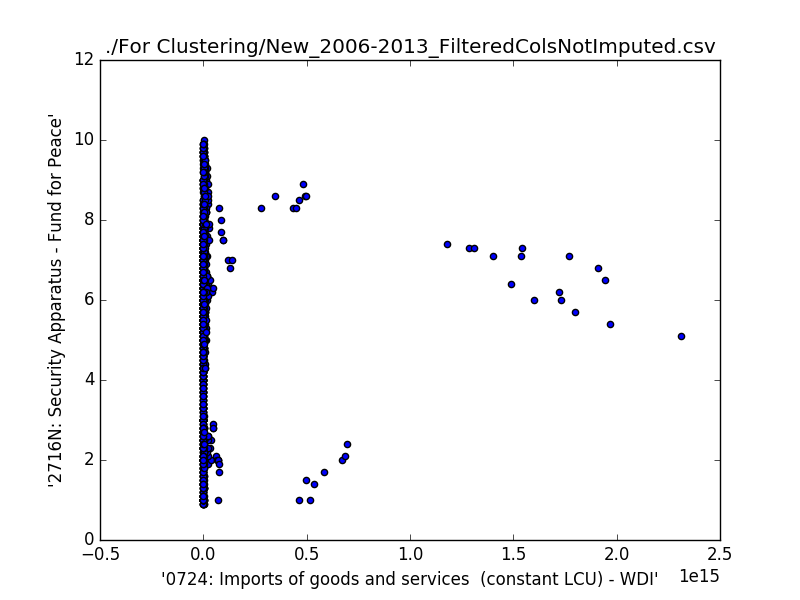 ./For Clustering/New_2006-2013_FilteredColsNotImputed.csv
12
10
8
6
4
2
0
'2716N: Security Apparatus - Fund for Peace'
−0.5 0.0 0.5 1.0 1.5 2.0 2.5
1e15
'0724: Imports of goods and services  (constant LCU) - WDI'